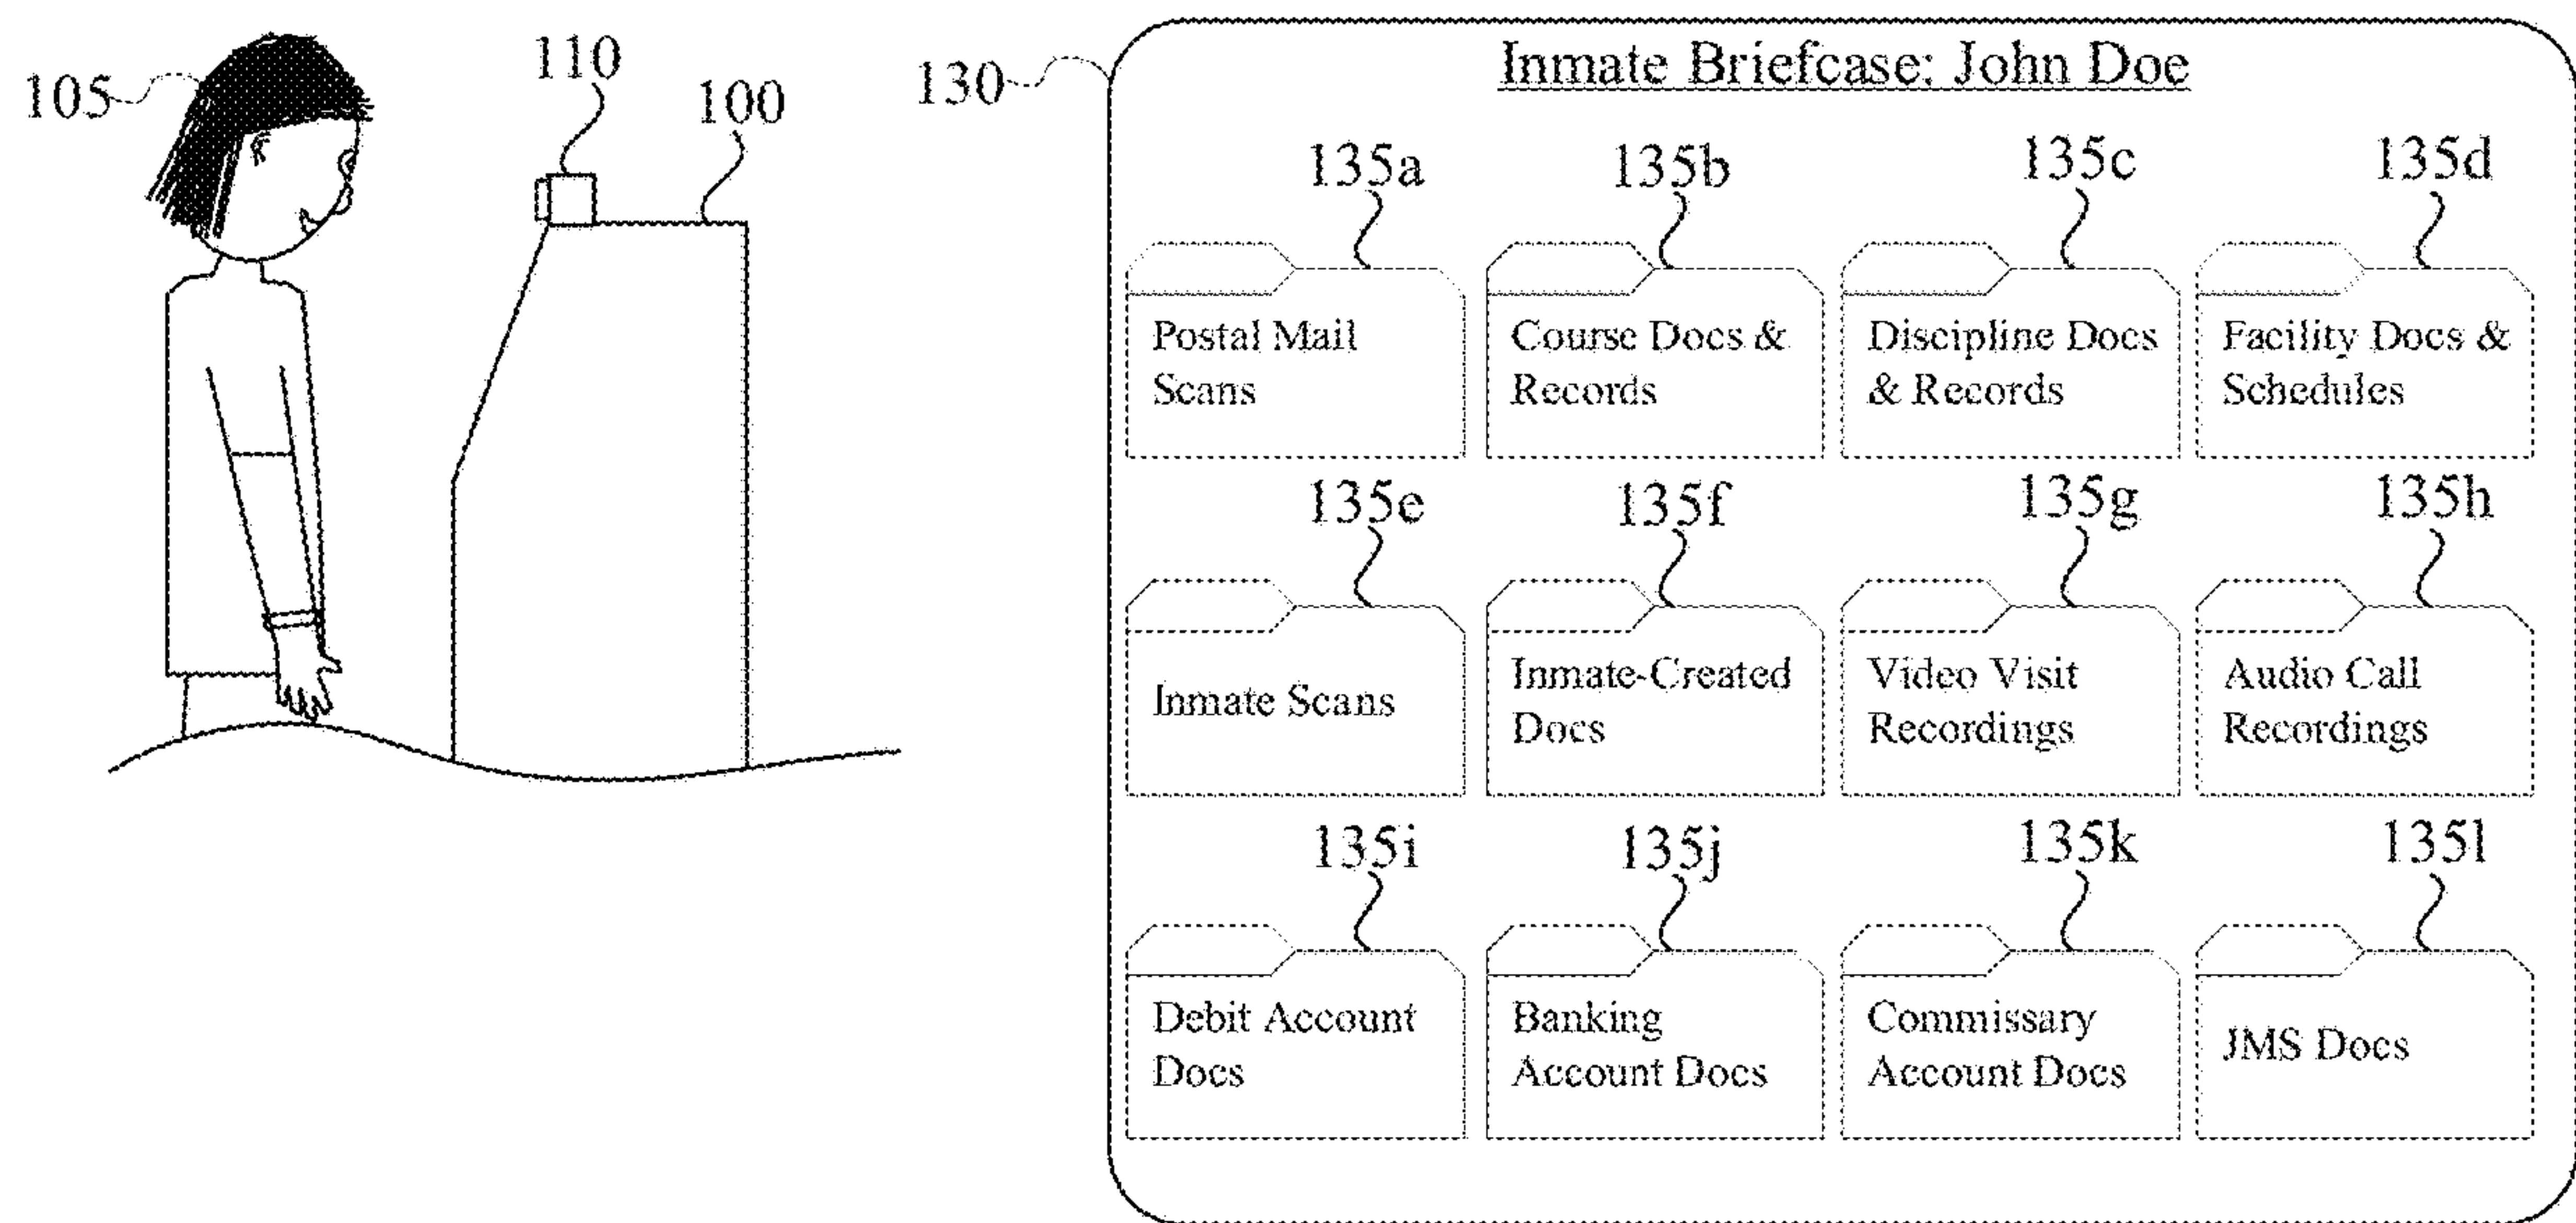 105
110
100
130
Inmate Briefcase: John Doe
135a 135b 135c 135d
Postal Mail
Scans
Course Docs &
Records
Discipline Docs
& Records
Facility Docs &
Schedules
135e 135f 135g 135h
Inmate Scans
Inmate-Created
Docs
Video Visit
Recordings
Audio Call
Recordings
135i 135j 135k 135l
Debit Account
Docs
Banking
Account Docs
Commissary
Account Docs
JMS Docs